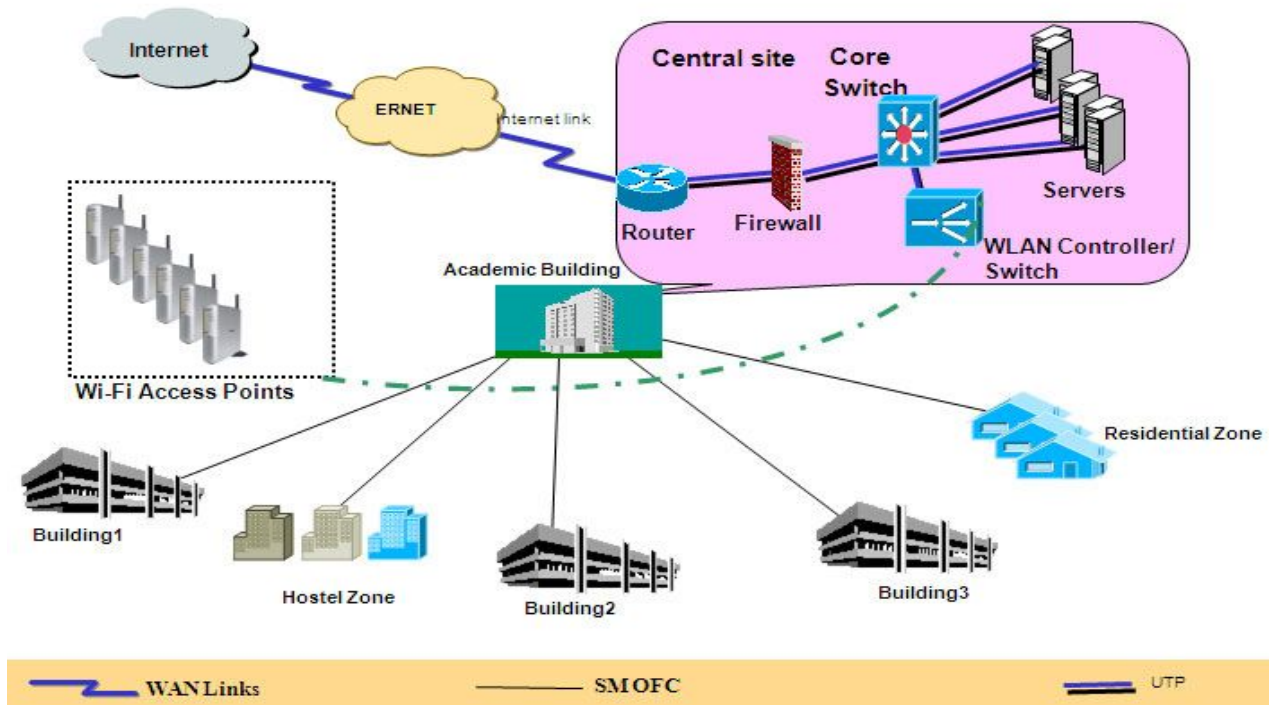 Internet
ERNET
Internet link
Central site
Core
Switch
Servers
Router
Firewall
WLAN Controller/
Switch
Academic Building
Wi-Fi Access Points
Residential Zone
Building1
Hostel Zone
Building2
Building3
WAN Links
SM OFC
UTP